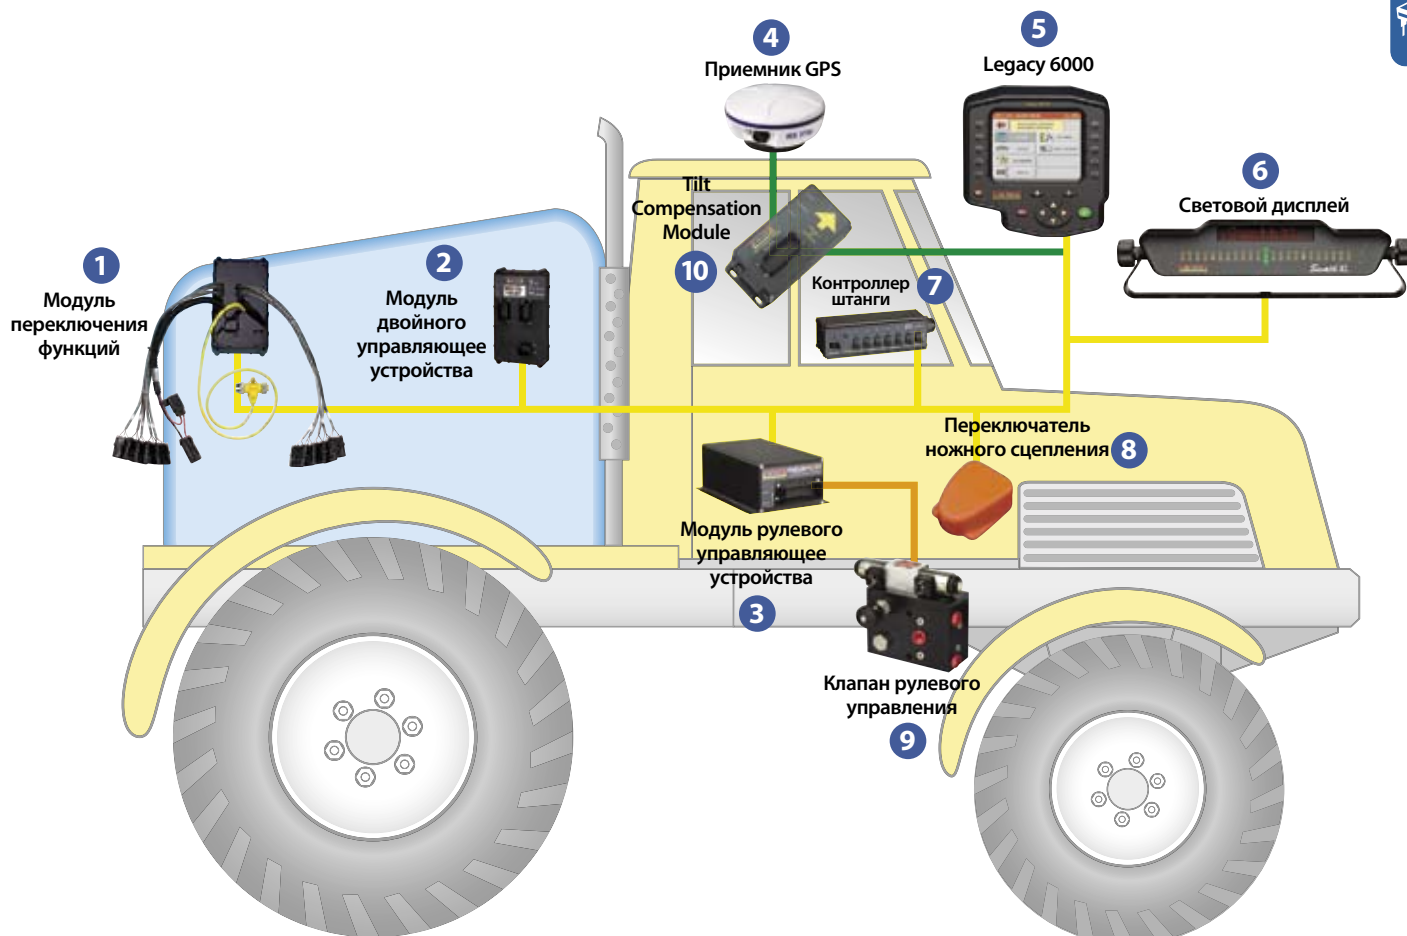 4
Приемник GPS
5
Legacy 6000
6
Световой дисплей
Tilt
Compensation
Module
10
1
Модуль
переключения
функций
2
Модуль
двойного
управляющее
устройства
Контроллер
штанги
7
Переключатель
ножного сцепления
8
Модуль рулевого
управляющее
устройства
3
Клапан рулевого
управления
9